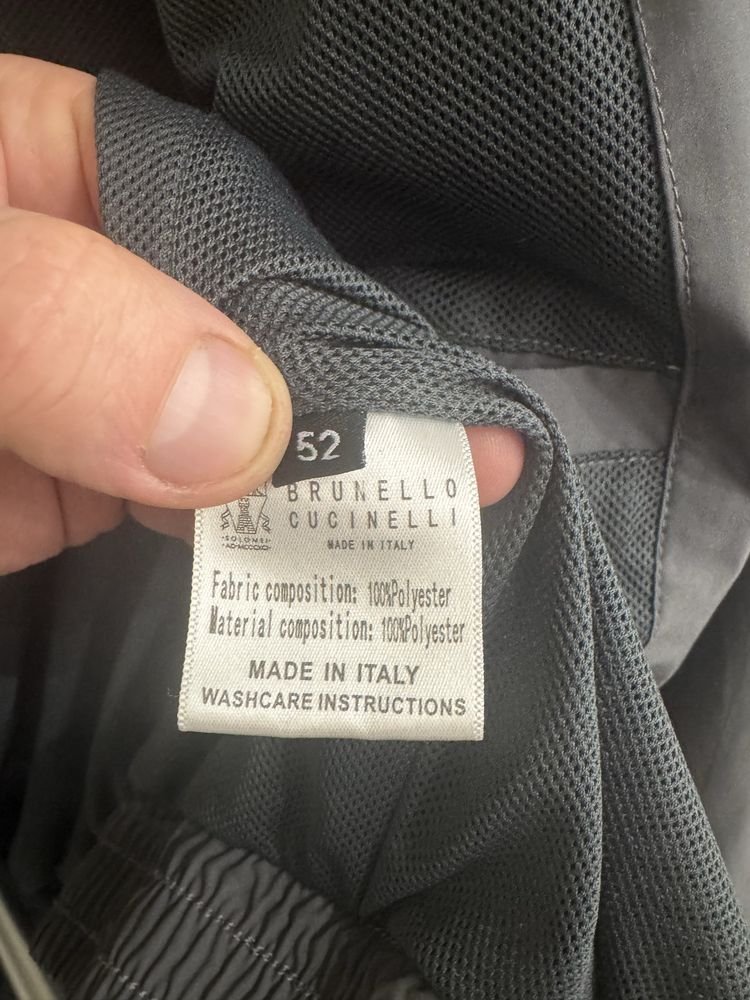 52
BRUNELLO
CUCINELLI
MADE IN ITALY
·SOLOMEI·
Fabric composition: 100%Polyester
Material composition: 100%Polyester
MADE IN ITALY
WASHCARE INSTRUCTIONS